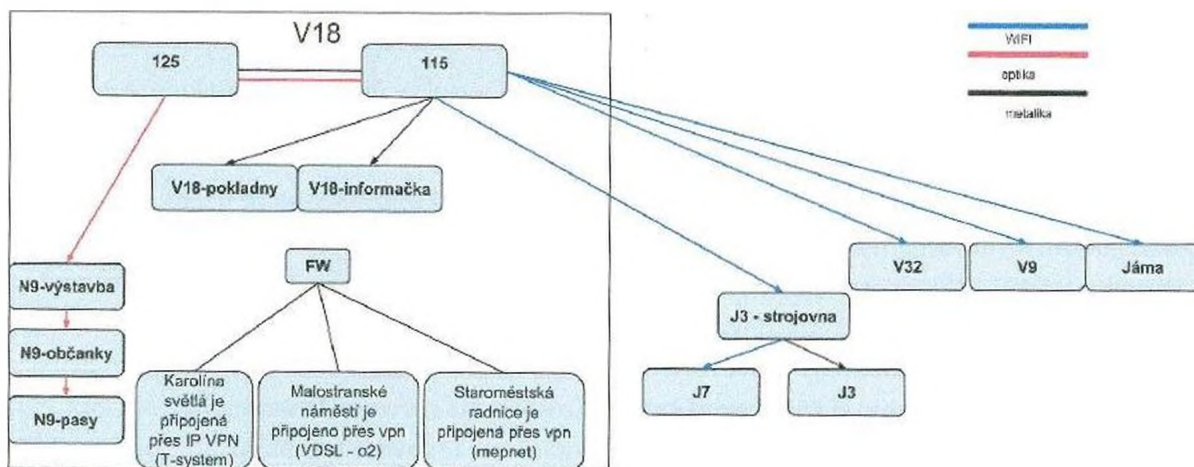 V18
WIFI
optika
metalika
125
115
V18-pokladny
V18-informačka
FW
V32
V9
Jáma
N9-výstavba
J3 - strojovna
N9-občanky
Karolína
světlá je
připojená
přes IP VPN
(T-system)
Malostranské
náměstí je
připojeno přes vpn
(VDSL - o2)
Staroměstská
radnice je
připojená přes vpn
(mepnet)
J7
J3
N9-pasy